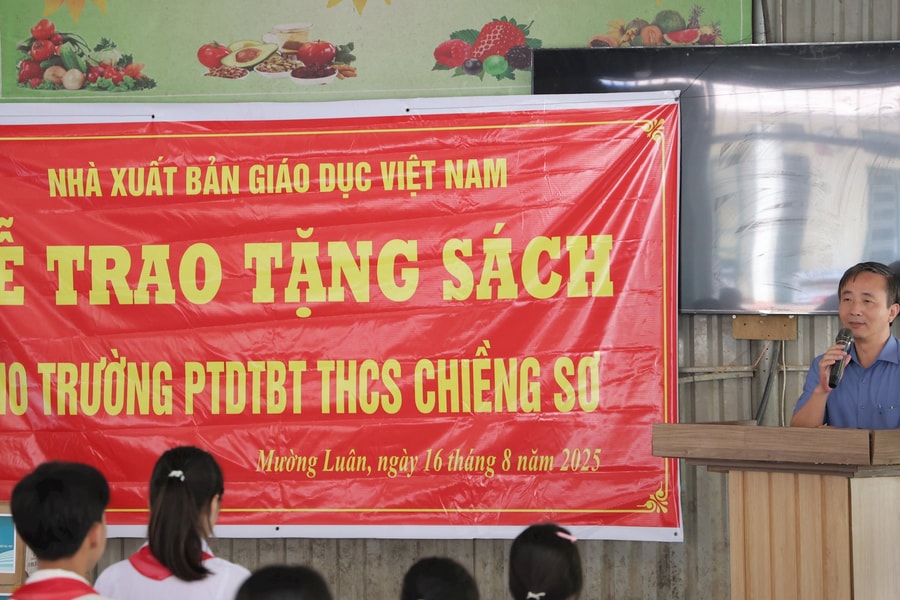 NHÀ XUẤT BẢN GIÁO DỤC VIỆT NAM
TRAO TẶNG SÁCH
TRƯỜNG PTDTBT THCS CHIỀNG SƠ
Mường Luân, ngày 16 tháng 8 năm 2025